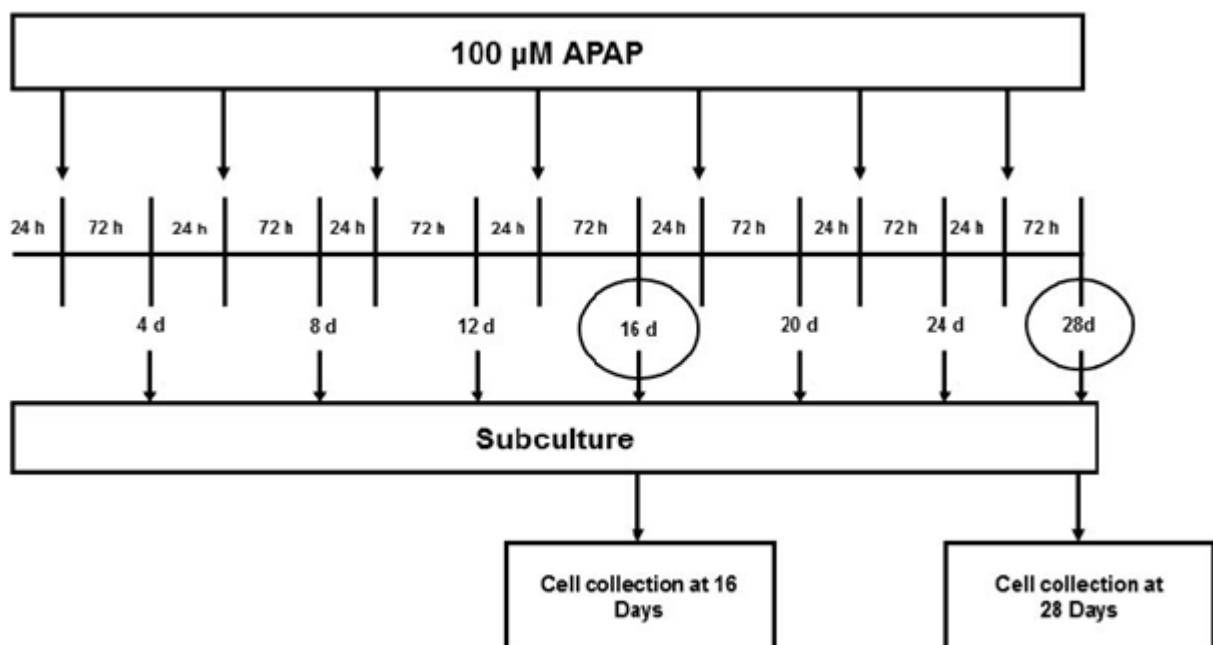 100 µM APAP
24 h 72 h 24 h 72 h 24 h 72 h 24 h 72 h 24 h 72 h 24 h 72 h 24 h 72 h
4 d 8 d 12 d 16 d 20 d 24 d 28d
Subculture
Cell collection at 16
Days
Cell collection at
28 Days